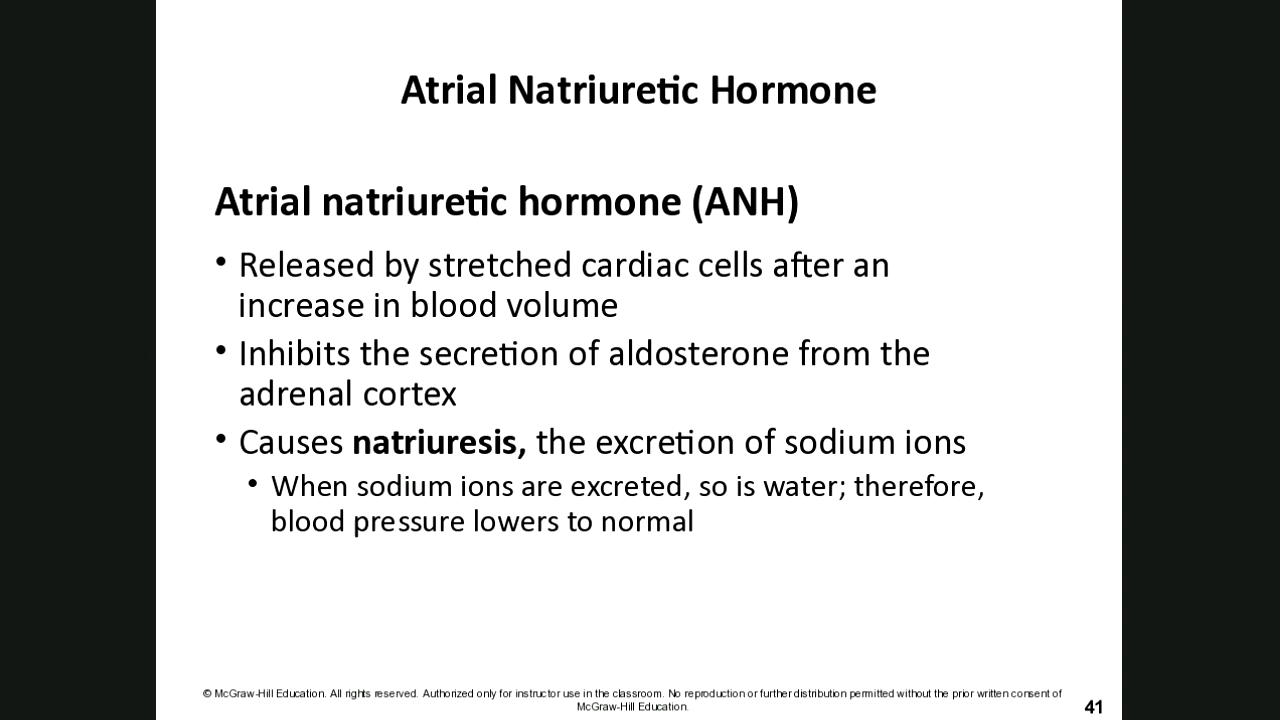 Atrial Natriuretic Hormone
Atrial natriuretic hormone (ANH)
• Released by stretched cardiac cells after an
increase in blood volume
• Inhibits the secretion of aldosterone from the
adrenal cortex
• Causes natriuresis, the excretion of sodium ions
• When sodium ions are excreted, so is water; therefore,
blood pressure lowers to normal
© McGraw-Hill Education. All rights reserved. Authorized only for instructor use in the classroom. No reproduction or further distribution permitted without the prior written consent of
McGraw-Hill Education.
41